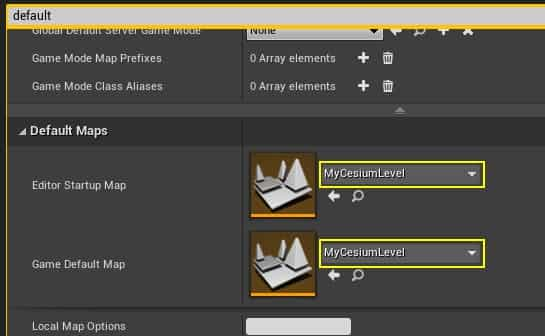 default
Global Default Server Game Mode None
Game Mode Map Prefixes 0 Array elements
Game Mode Class Aliases 0 Array elements
Default Maps
Editor Startup Map MyCesiumLevel
Game Default Map MyCesiumLevel
Local Map Options